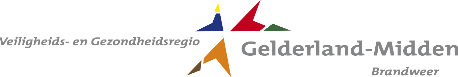 Veiligheids- en Gezondheidsregio
Gelderland-Midden
Brandweer